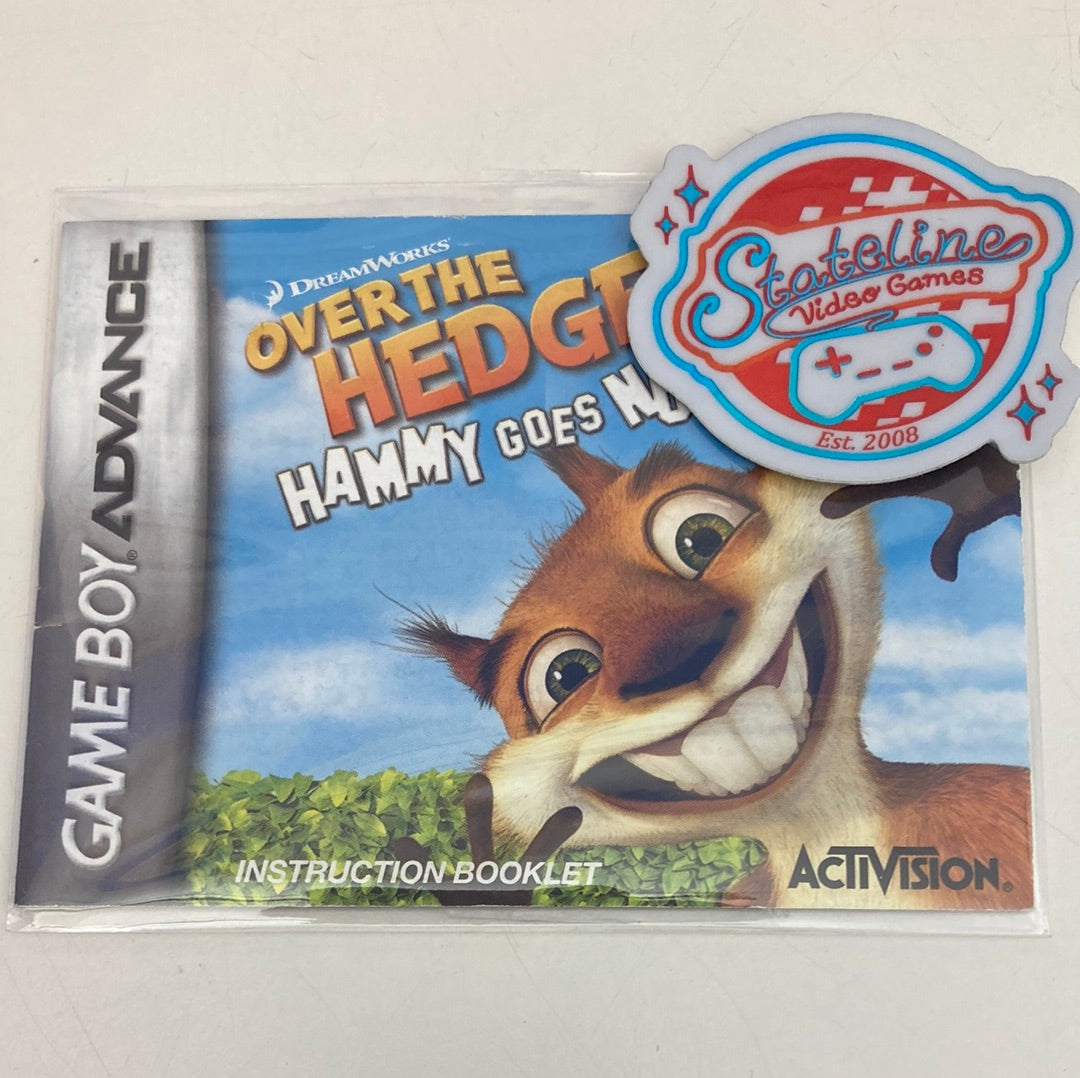 GAME BOY® ADVANCE
DREAMWORKS
OVER THE
HEDGE
HAMMY GOES
INSTRUCTION BOOKLET
ACTIVISION®
Stateline
Video Games
Est. 2008